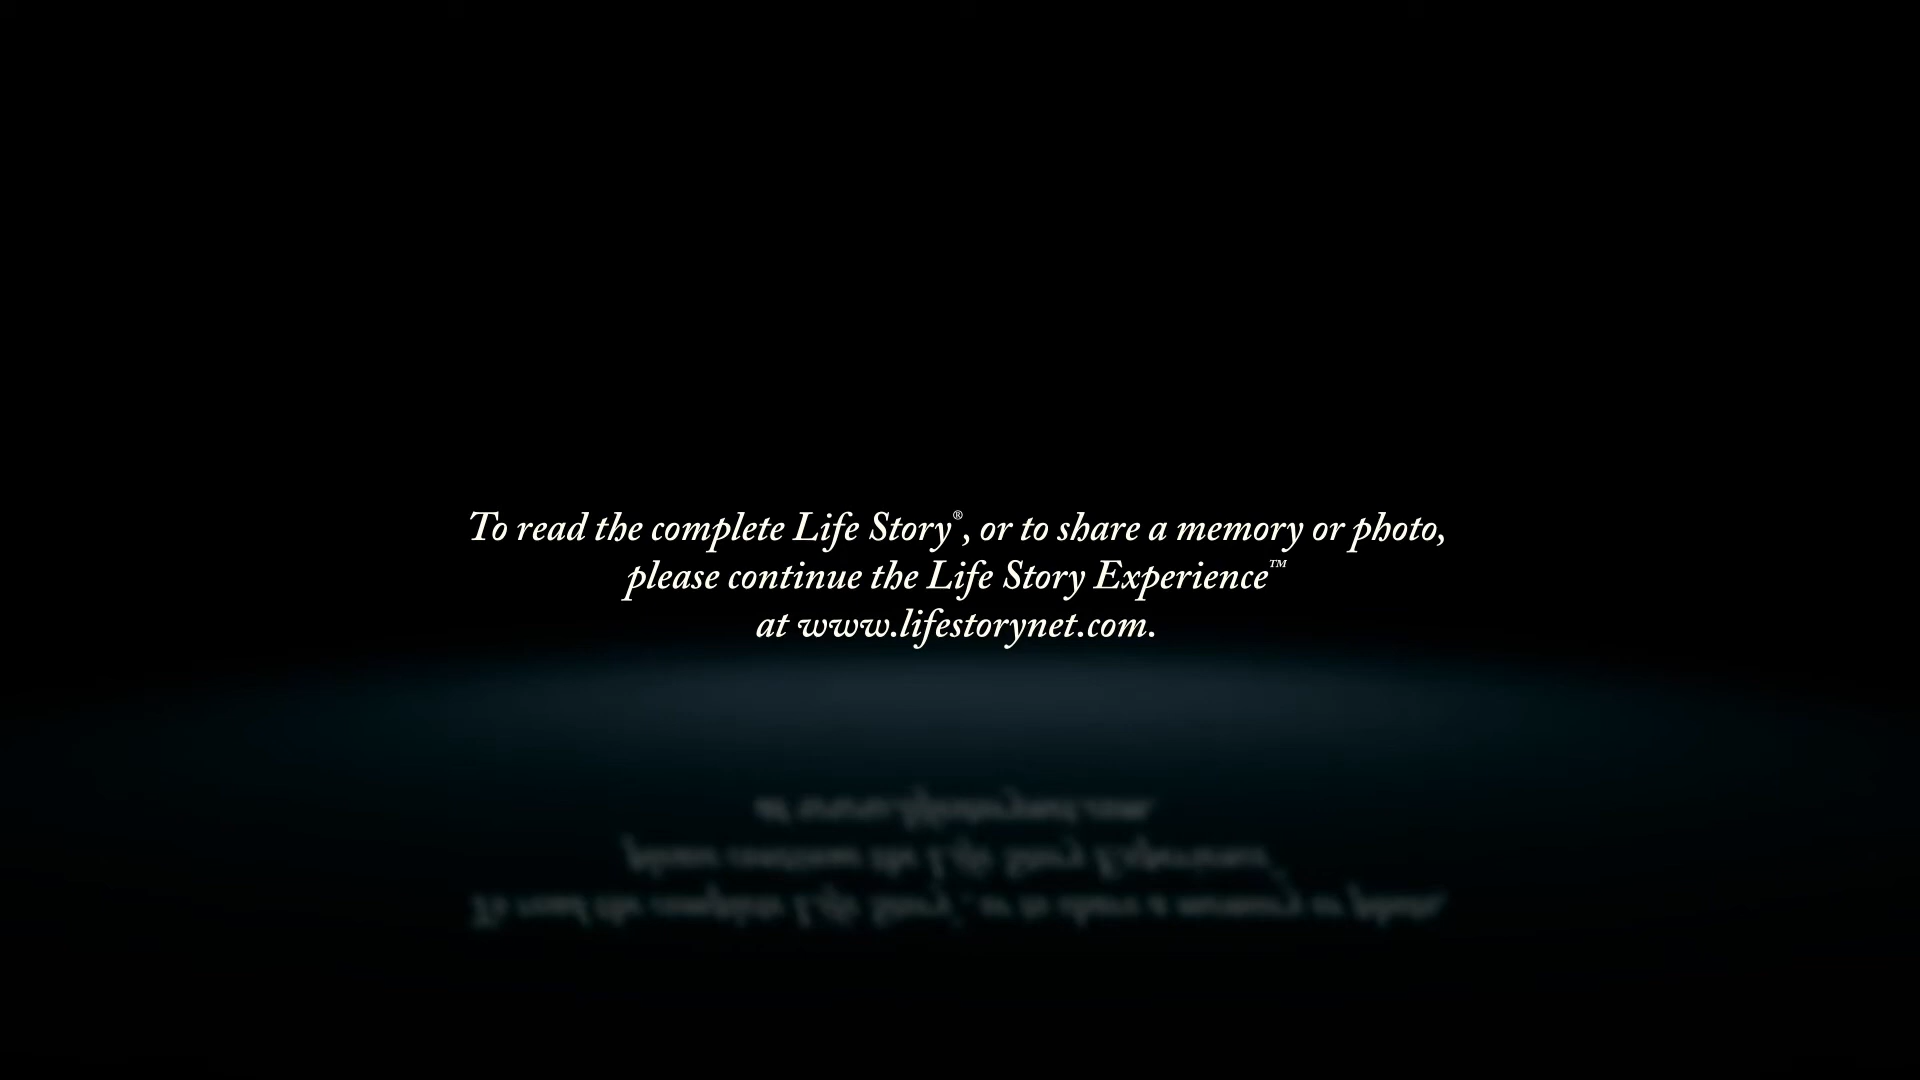 To read the complete Life Story®, or to share a memory or photo,
please continue the Life Story Experience™
at www.lifestorynet.com.